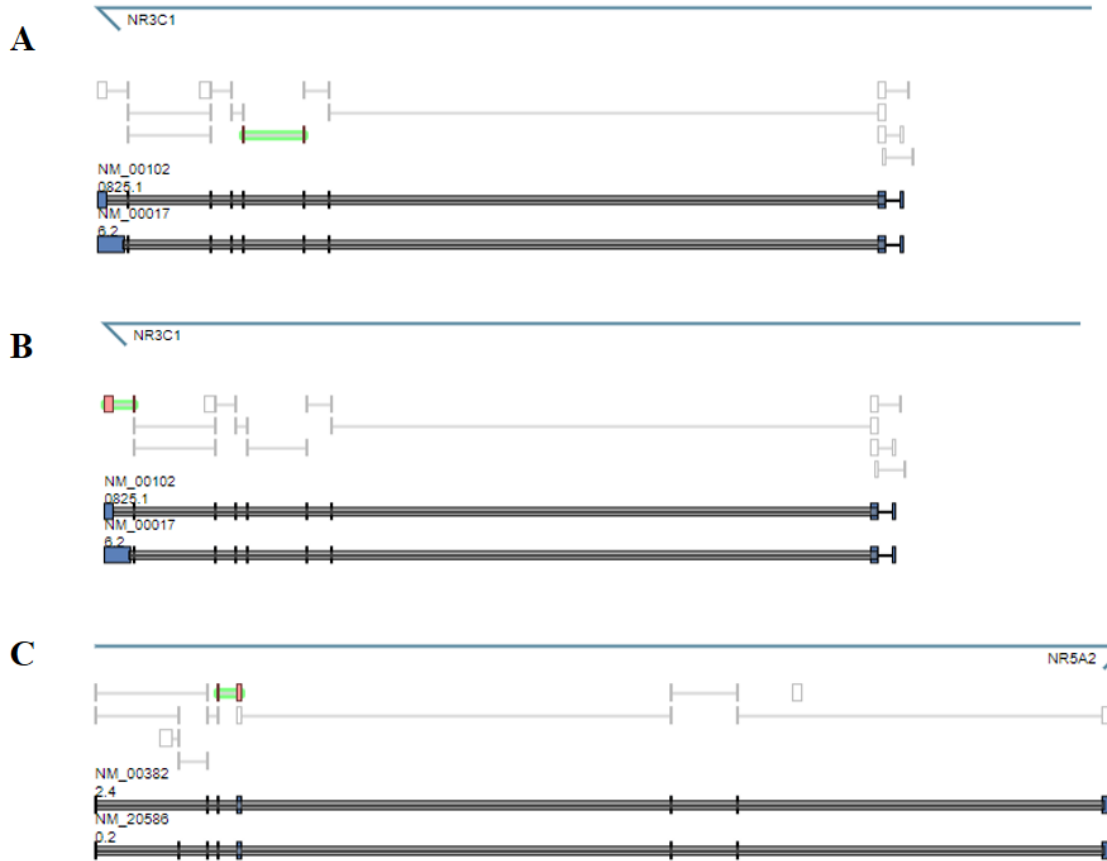 A
NR3C1
NM_00102
0825.1
NM_00017
6.2
B
NR3C1
NM_00102
0825.1
NM_00017
6.2
C
NR5A2
NM_00382
2.4
NM_20586
0.2